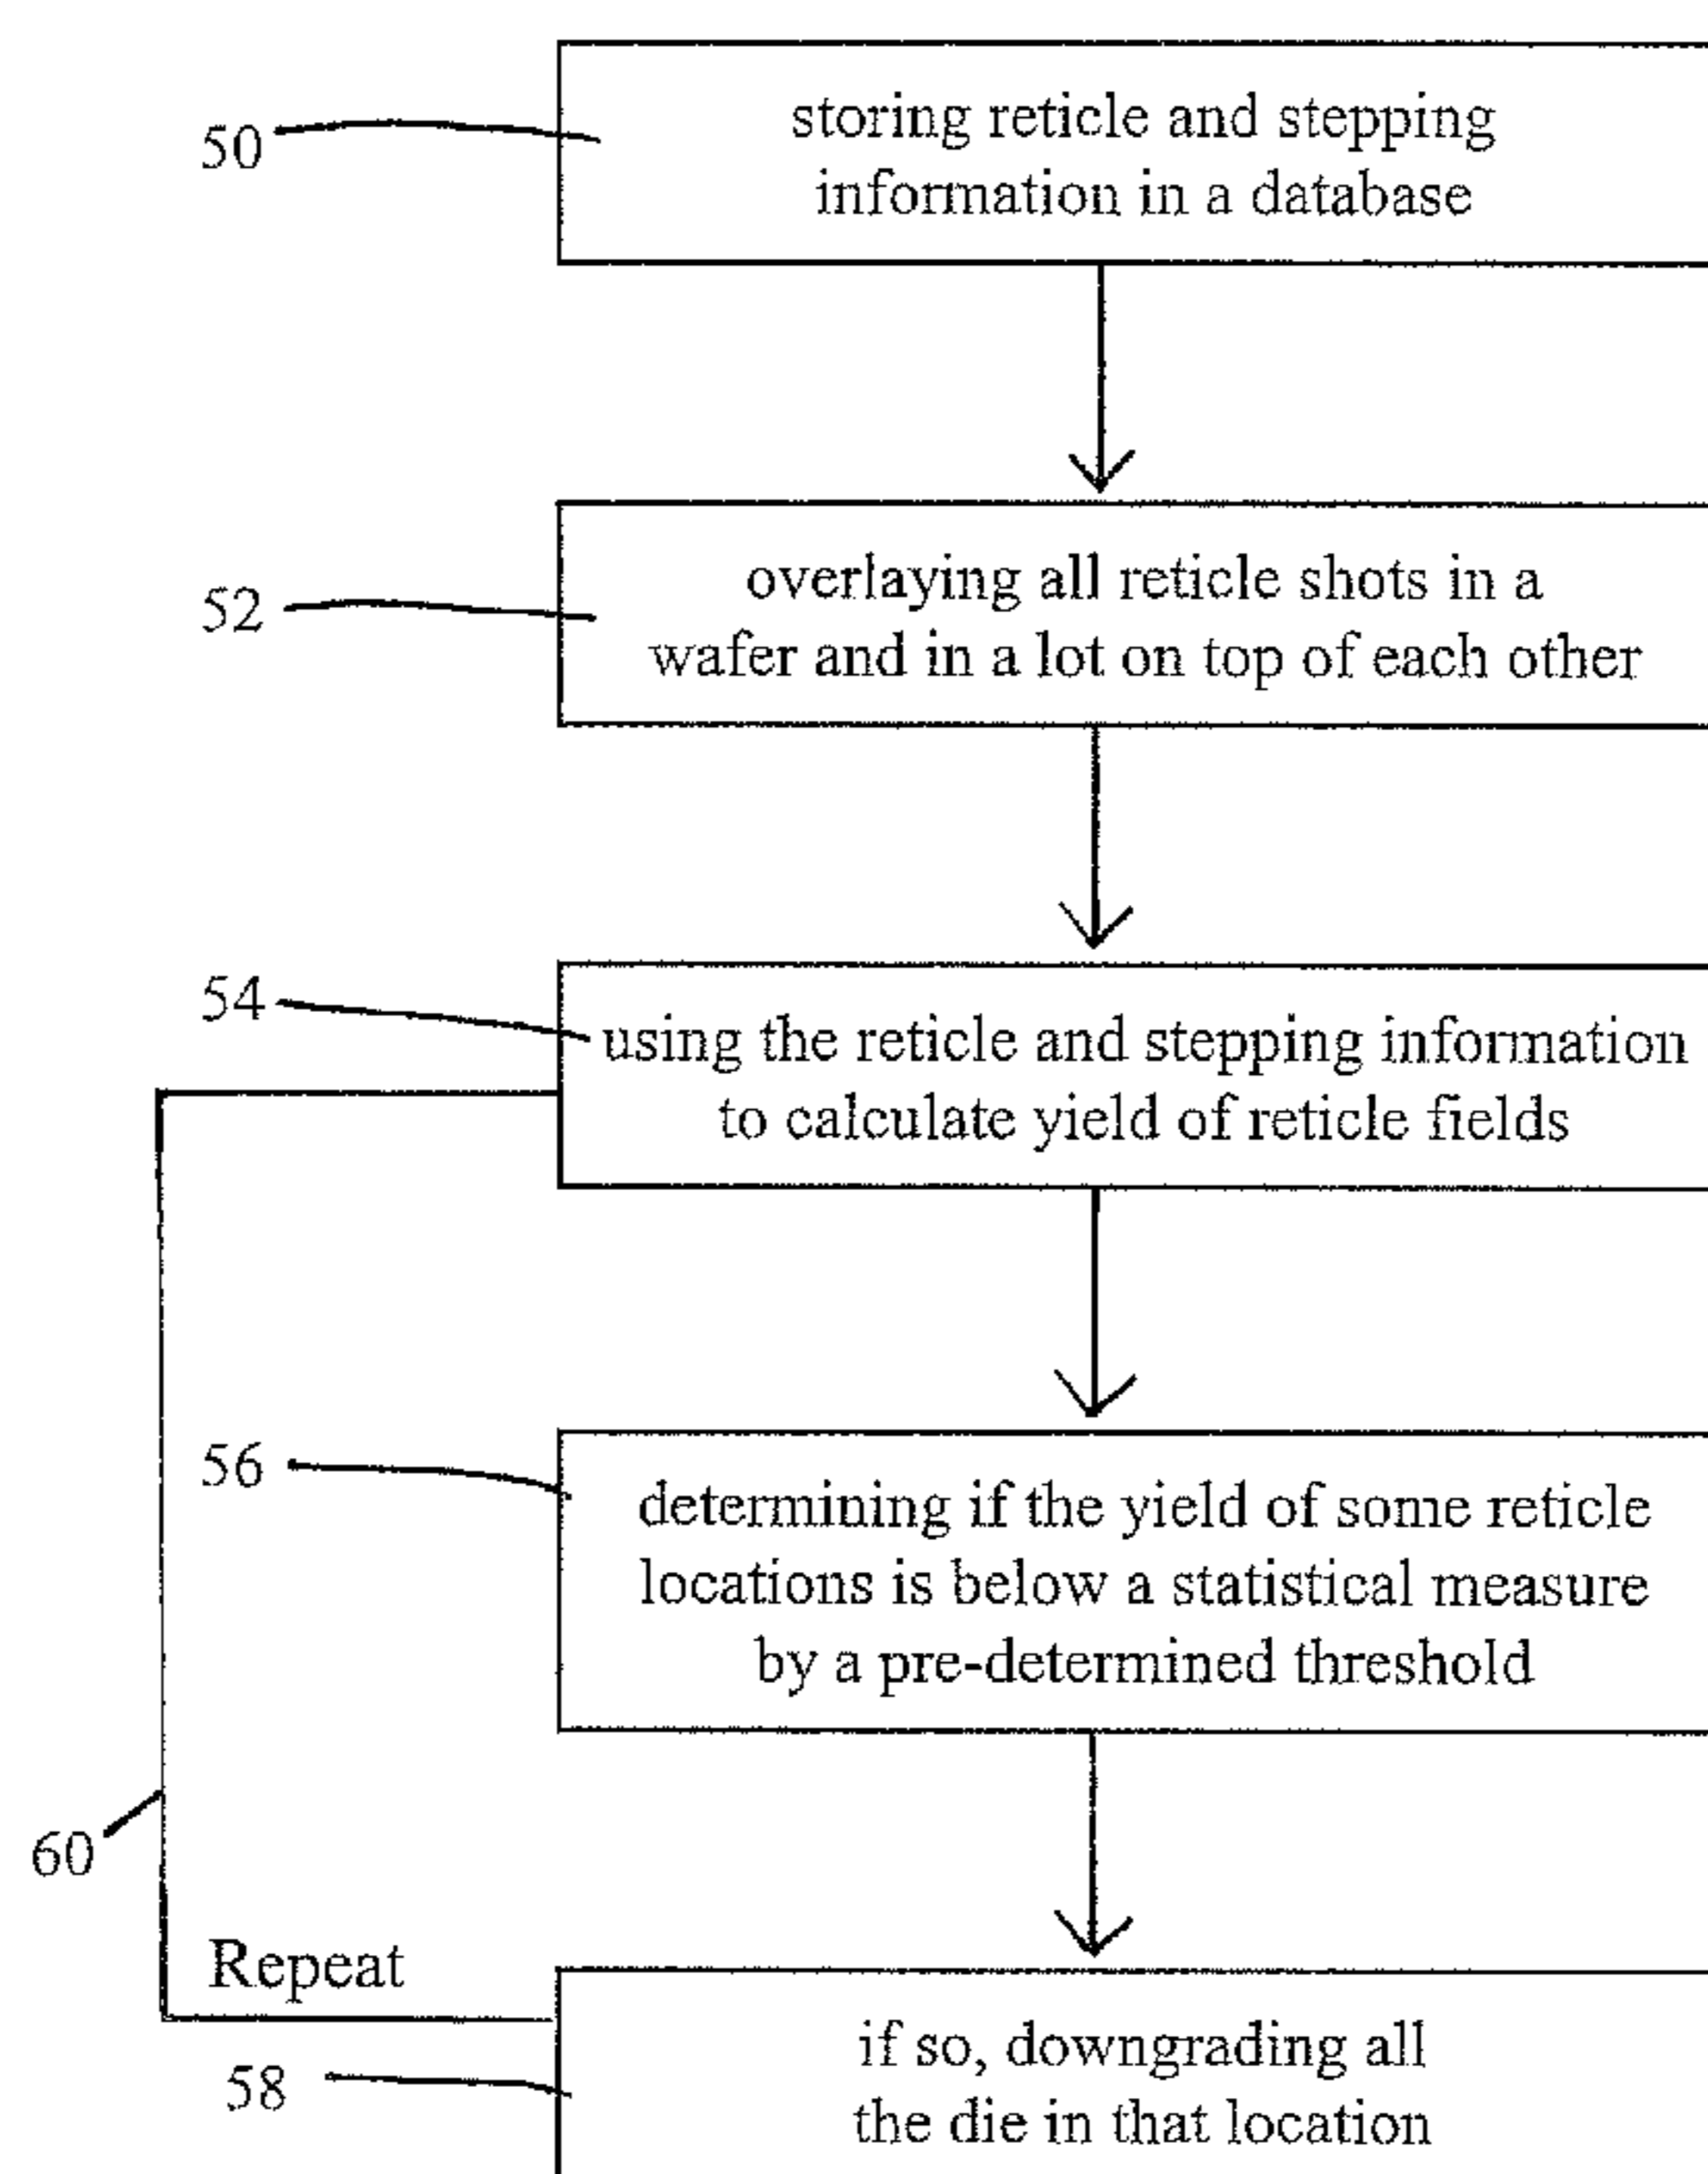 50
storing reticle and stepping
information in a database
52
overlaying all reticle shots in a
wafer and in a lot on top of each other
54
using the reticle and stepping information
to calculate yield of reticle fields
56
determining if the yield of some reticle
locations is below a statistical measure
by a pre-determined threshold
60
Repeat
58
if so, downgrading all
the die in that location